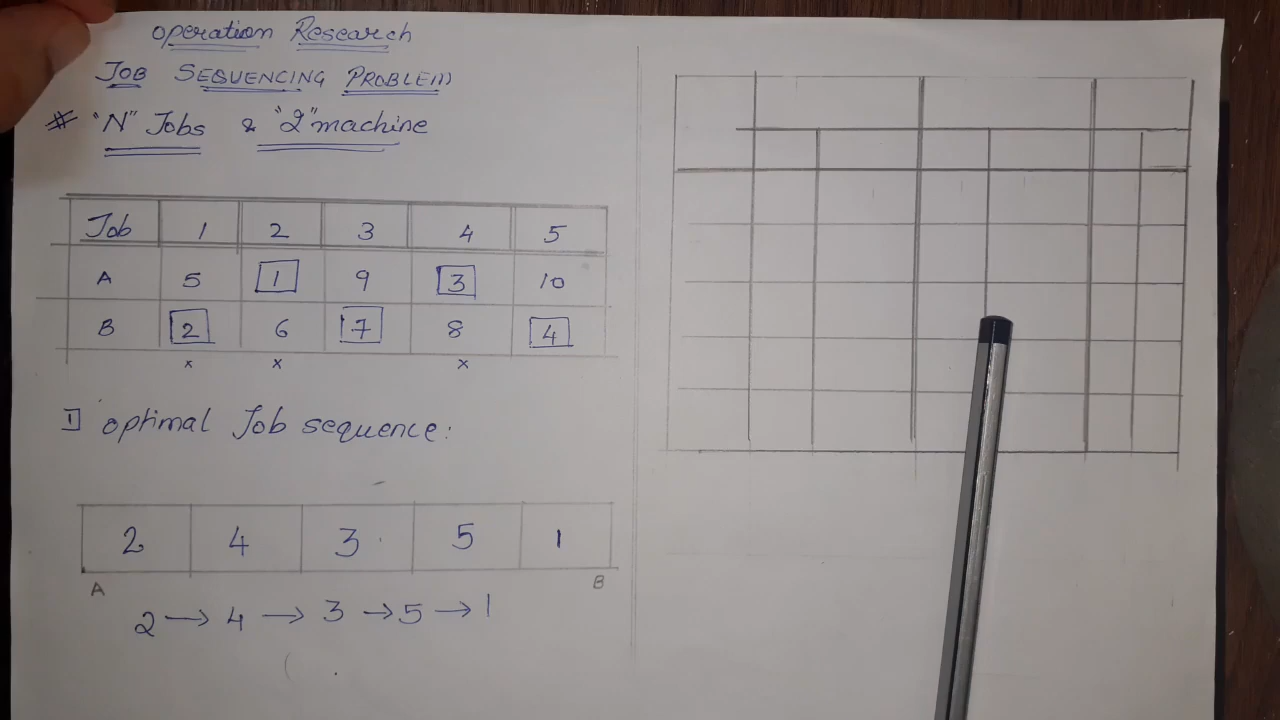 Operation Research
JOB SEQUENCING PROBLEM
# "N" Jobs & "2" machine
Job 1 2 3 4 5
A 5 1 9 3 10
B 2 6 7 8 4
x x x
1] optimal Job sequence:
2 4 3 5 1
A B
2 → 4 → 3 → 5 → 1